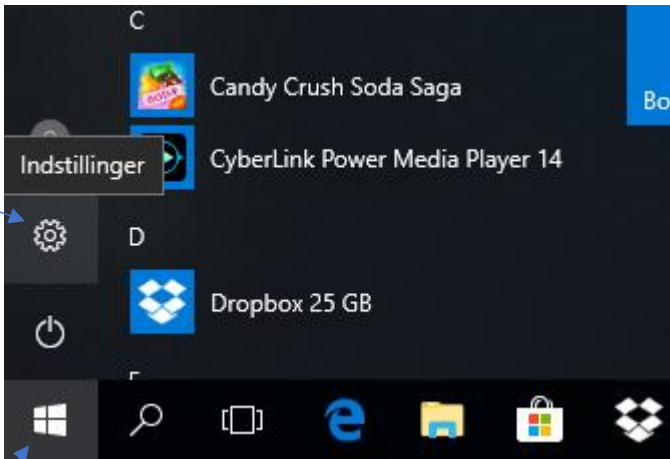 C
Candy Crush Soda Saga
Bo
Indstillinger
CyberLink Power Media Player 14
D
Dropbox 25 GB